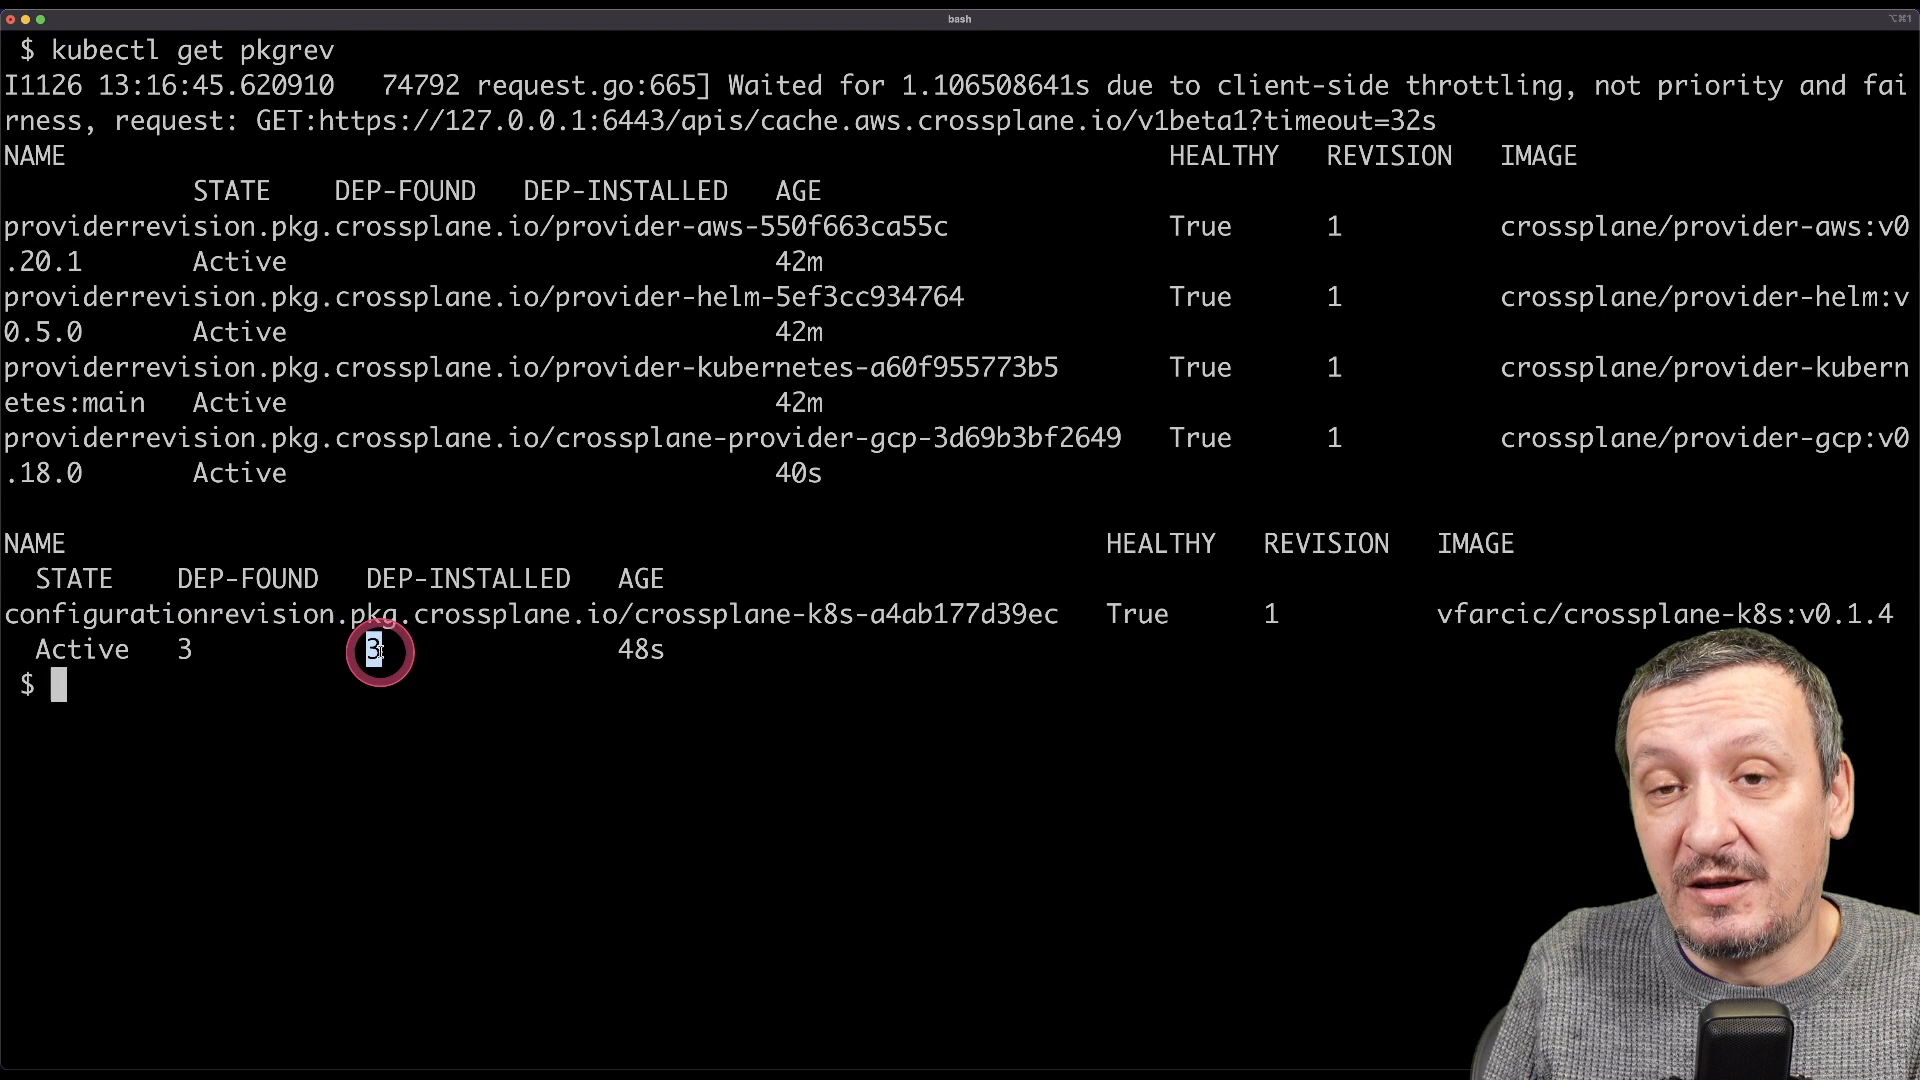 bash
⌥⌘1
$ kubectl get pkgrev
I1126 13:16:45.620910   74792 request.go:665] Waited for 1.106508641s due to client-side throttling, not priority and fai
rness, request: GET:https://127.0.0.1:6443/apis/cache.aws.crossplane.io/v1beta1?timeout=32s
NAME HEALTHY REVISION IMAGE
STATE DEP-FOUND DEP-INSTALLED AGE
providerrevision.pkg.crossplane.io/provider-aws-550f663ca55c True 1 crossplane/provider-aws:v0
.20.1 Active 42m
providerrevision.pkg.crossplane.io/provider-helm-5ef3cc934764 True 1 crossplane/provider-helm:v
0.5.0 Active 42m
providerrevision.pkg.crossplane.io/provider-kubernetes-a60f955773b5 True 1 crossplane/provider-kubern
etes:main Active 42m
providerrevision.pkg.crossplane.io/crossplane-provider-gcp-3d69b3bf2649 True 1 crossplane/provider-gcp:v0
.18.0 Active 40s
NAME HEALTHY REVISION IMAGE
STATE DEP-FOUND DEP-INSTALLED AGE
configurationrevision.pkg.crossplane.io/crossplane-k8s-a4ab177d39ec True 1 vfarcic/crossplane-k8s:v0.1.4
Active 3 3 48s
$